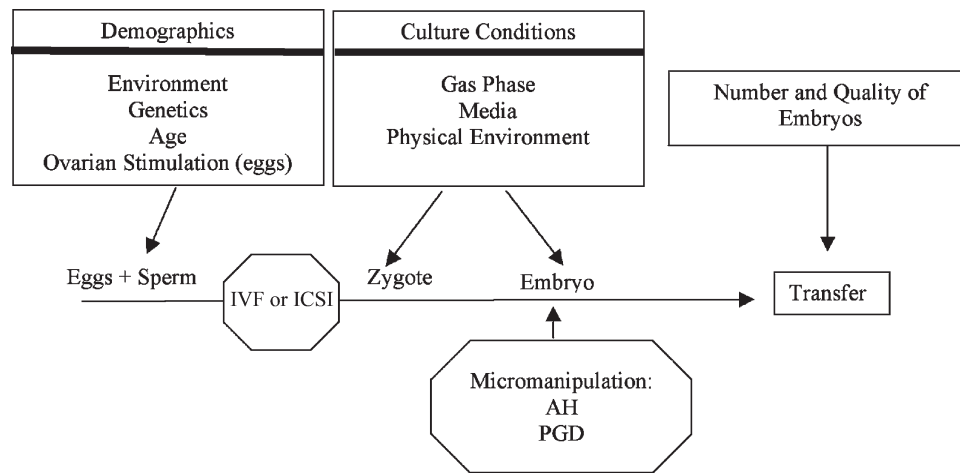 Demographics
Environment
Genetics
Age
Ovarian Stimulation (eggs)
Culture Conditions
Gas Phase
Media
Physical Environment
Number and Quality of
Embryos
Eggs + Sperm
IVF or ICSI
Zygote
Embryo
Transfer
Micromanipulation:
AH
PGD